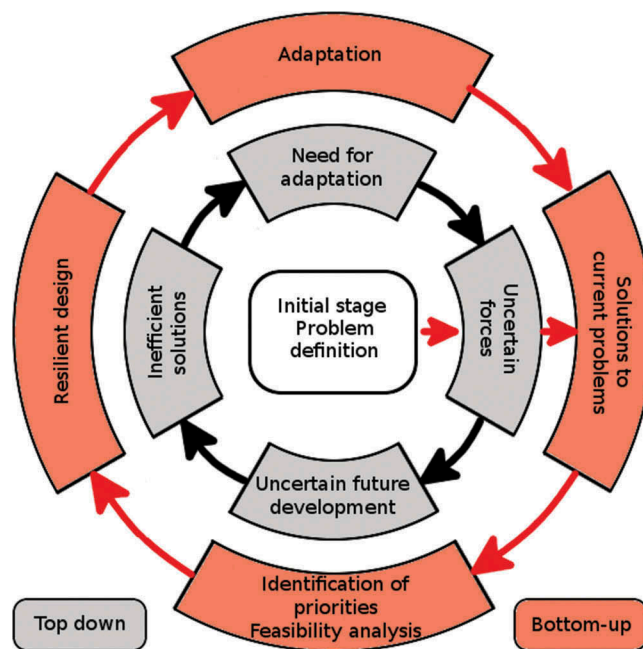 Adaptation
Need for
adaptation
Resilient design
Inefficient
solutions
Initial stage
Problem
definition
Uncertain
forces
Solutions to
current problems
Uncertain future
development
Identification of
priorities
Feasibility analysis
Top down
Bottom-up